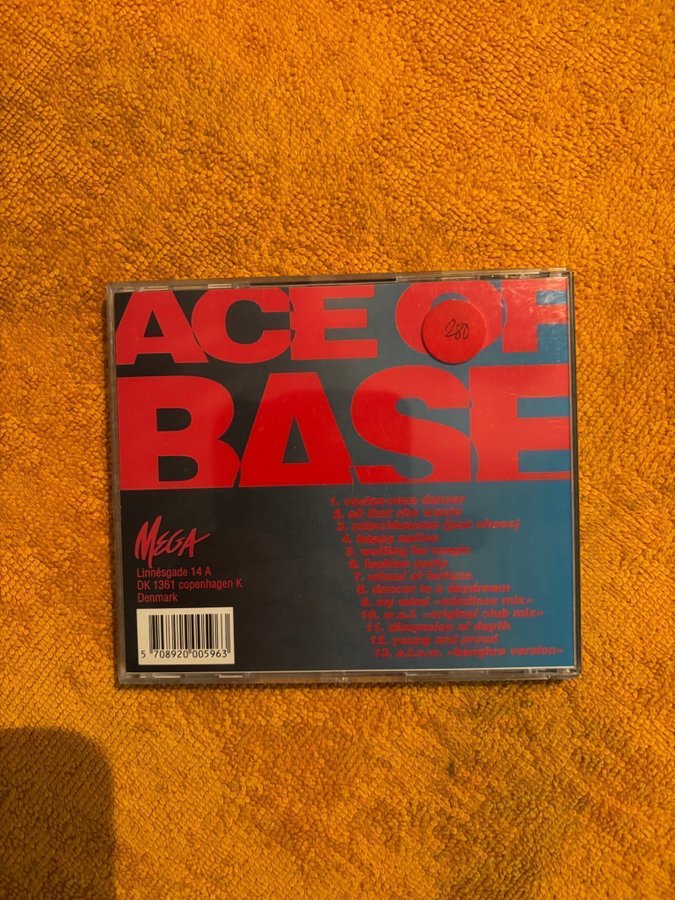 ACE OF
280
BASE
1. voulez-vous danser
2. all that she wants
3. münchhausen (just chaos)
4. happy nation
5. waiting for magic
6. fashion party
7. wheel of fortune
8. dancer in a daydream
9. my mind »mindless mix«
10. w.o.f. »original club mix«
11. dimension of depth
12. young and proud
13. a.t.s.w. »banghra version«
MEGA
Linnésgade 14 A
DK 1361 copenhagen K
Denmark
5 708920 005963